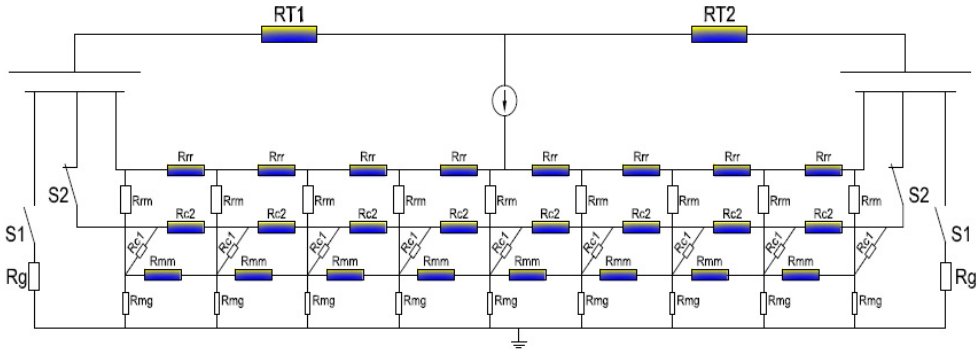 RT1 RT2
Rrr Rrr Rrr Rrr Rrr Rrr Rrr Rrr
S2 Rrm Rrm Rrm Rrm Rrm Rrm Rrm Rrm Rrm S2
Rc2 Rc2 Rc2 Rc2 Rc2 Rc2 Rc2 Rc2
S1 Rc1 Rc1 Rc1 Rc1 Rc1 Rc1 Rc1 Rc1 Rc1 S1
Rmm Rmm Rmm Rmm Rmm Rmm Rmm Rmm
Rg Rg
Rmg Rmg Rmg Rmg Rmg Rmg Rmg Rmg Rmg